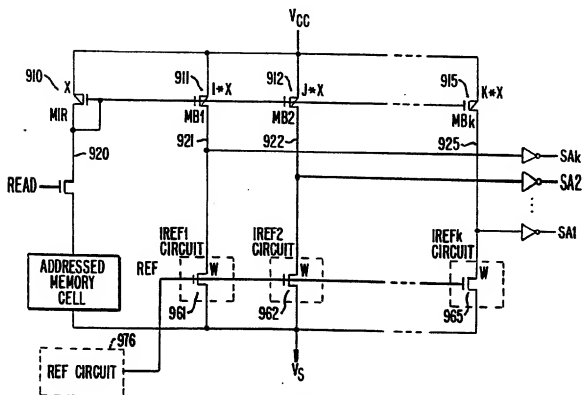 VCC
910
X
MIR
911
I*X
MB1
912
J*X
MB2
915
K*X
MBk
920
921
922
925
READ
SAk
SA2
SA1
ADDRESSED
MEMORY
CELL
REF
IREF1
CIRCUIT
W
961
IREF2
CIRCUIT
W
962
IREFk
CIRCUIT
W
965
976
REF CIRCUIT
VS